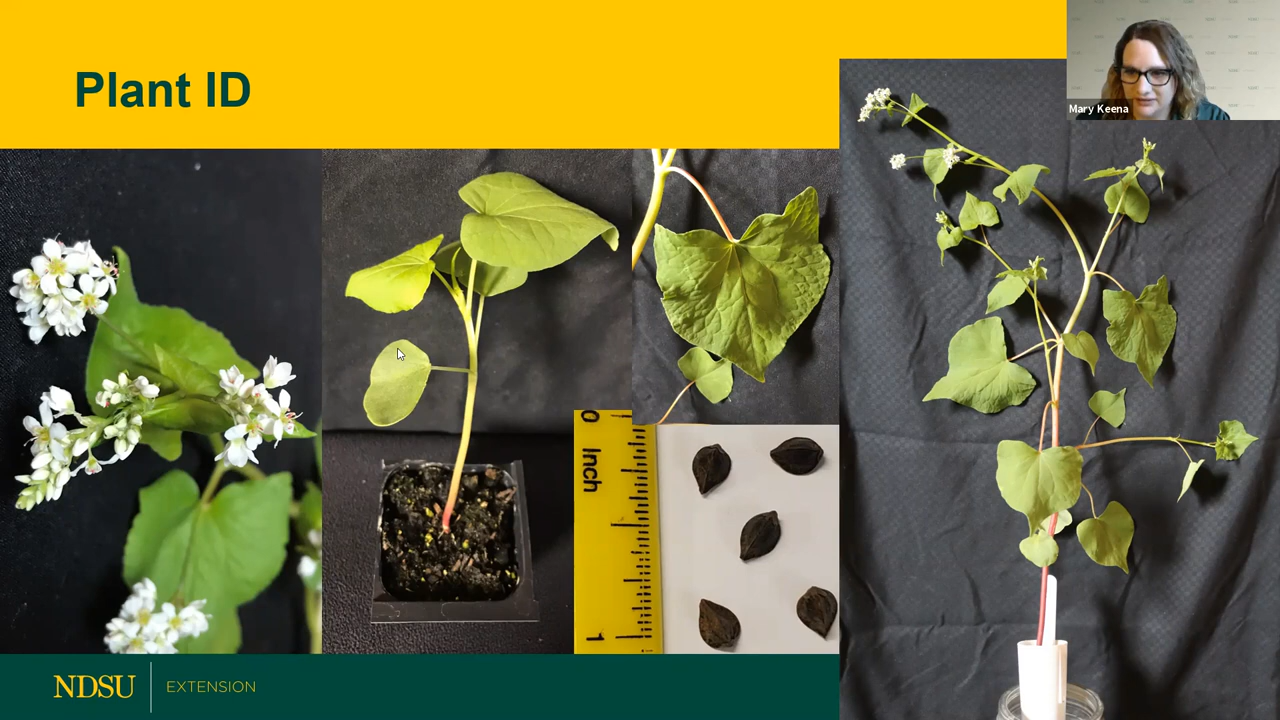 Plant ID
Mary Keena
0
Inch
1
NDSU
EXTENSION